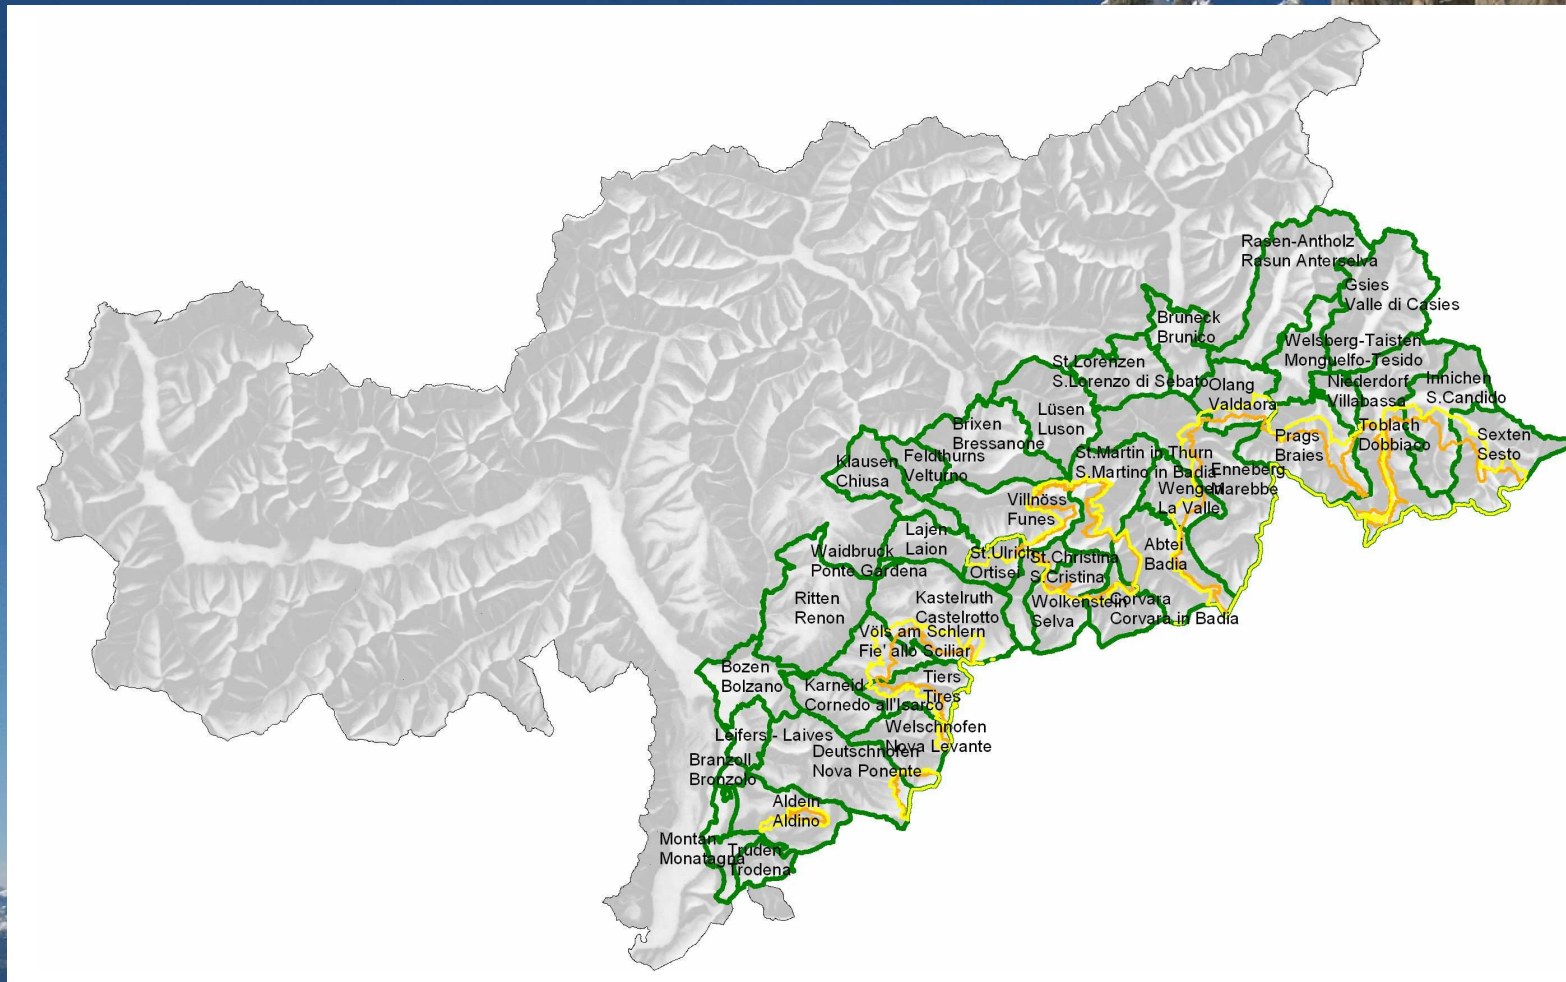 Rasen-Antholz
Rasun Anterselva
Gsies
Valle di Casies
Bruneck
Brunico
Welsberg-Taisten
Monguelfo-Tesido
St.Lorenzen
S.Lorenzo di Sebato
Olang
Valdaora
Niederdorf
Villabassa
Innichen
S.Candido
Lüsen
Luson
Brixen
Bressanone
Toblach
Dobbiaco
Prags
Braies
Sexten
Sesto
Klausen
Chiusa
Feldthurns
Velturno
St.Martin in Thurn
S.Martino in Badia
Enneberg
Marebbe
Wengen
La Valle
Villnöss
Funes
Lajen
Laion
Waidbruck
Ponte Gardena
St.Ulrich
Ortisei
St.Christina
S.Cristina
Abtei
Badia
Ritten
Renon
Kastelruth
Castelrotto
Wolkenstein
Selva
Corvara
Corvara in Badia
Völs am Schlern
Fie' allo Sciliar
Bozen
Bolzano
Karneid
Cornedo all'Isarco
Tiers
Tires
Welschnofen
Nova Levante
Leifers - Laives
Deutschnofen
Nova Ponente
Branzoll
Bronzolo
Aldein
Aldino
Montan
Monatagna
Truden
Trodena